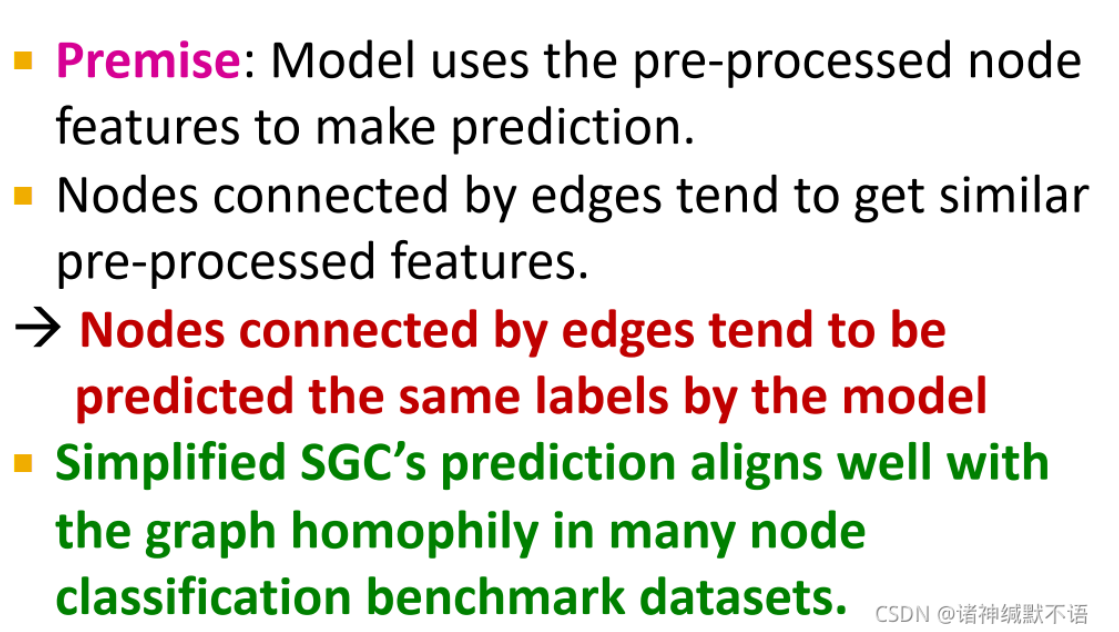 ▪ Premise: Model uses the pre-processed node
features to make prediction.
▪ Nodes connected by edges tend to get similar
pre-processed features.
→ Nodes connected by edges tend to be
predicted the same labels by the model
▪ Simplified SGC’s prediction aligns well with
the graph homophily in many node
classification benchmark datasets.
CSDN @诸神缄默不语